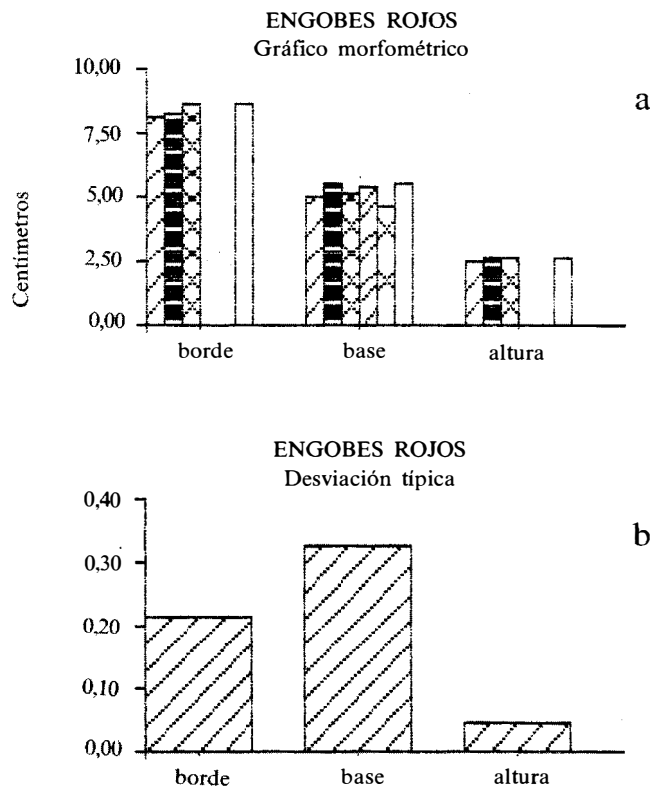 ENGOBES ROJOS
Gráfico morfométrico
a
Centímetros
10,00
7,50
5,00
2,50
0,00
borde base altura
ENGOBES ROJOS
Desviación típica
b
0,40
0,30
0,20
0,10
0,00
borde base altura